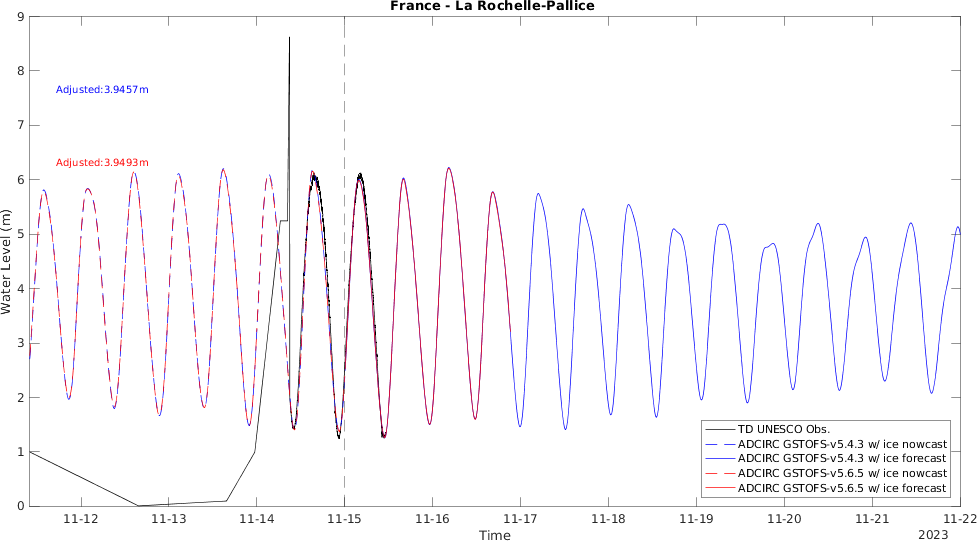 France - La Rochelle-Pallice
9
8
7
6
5
4
3
2
1
0
Water Level (m)
Adjusted:3.9457m
Adjusted:3.9493m
TD UNESCO Obs.
ADCIRC GSTOFS-v5.4.3 w/ ice nowcast
ADCIRC GSTOFS-v5.4.3 w/ ice forecast
ADCIRC GSTOFS-v5.6.5 w/ ice nowcast
ADCIRC GSTOFS-v5.6.5 w/ ice forecast
11-12 11-13 11-14 11-15 11-16 11-17 11-18 11-19 11-20 11-21 11-22
Time
2023